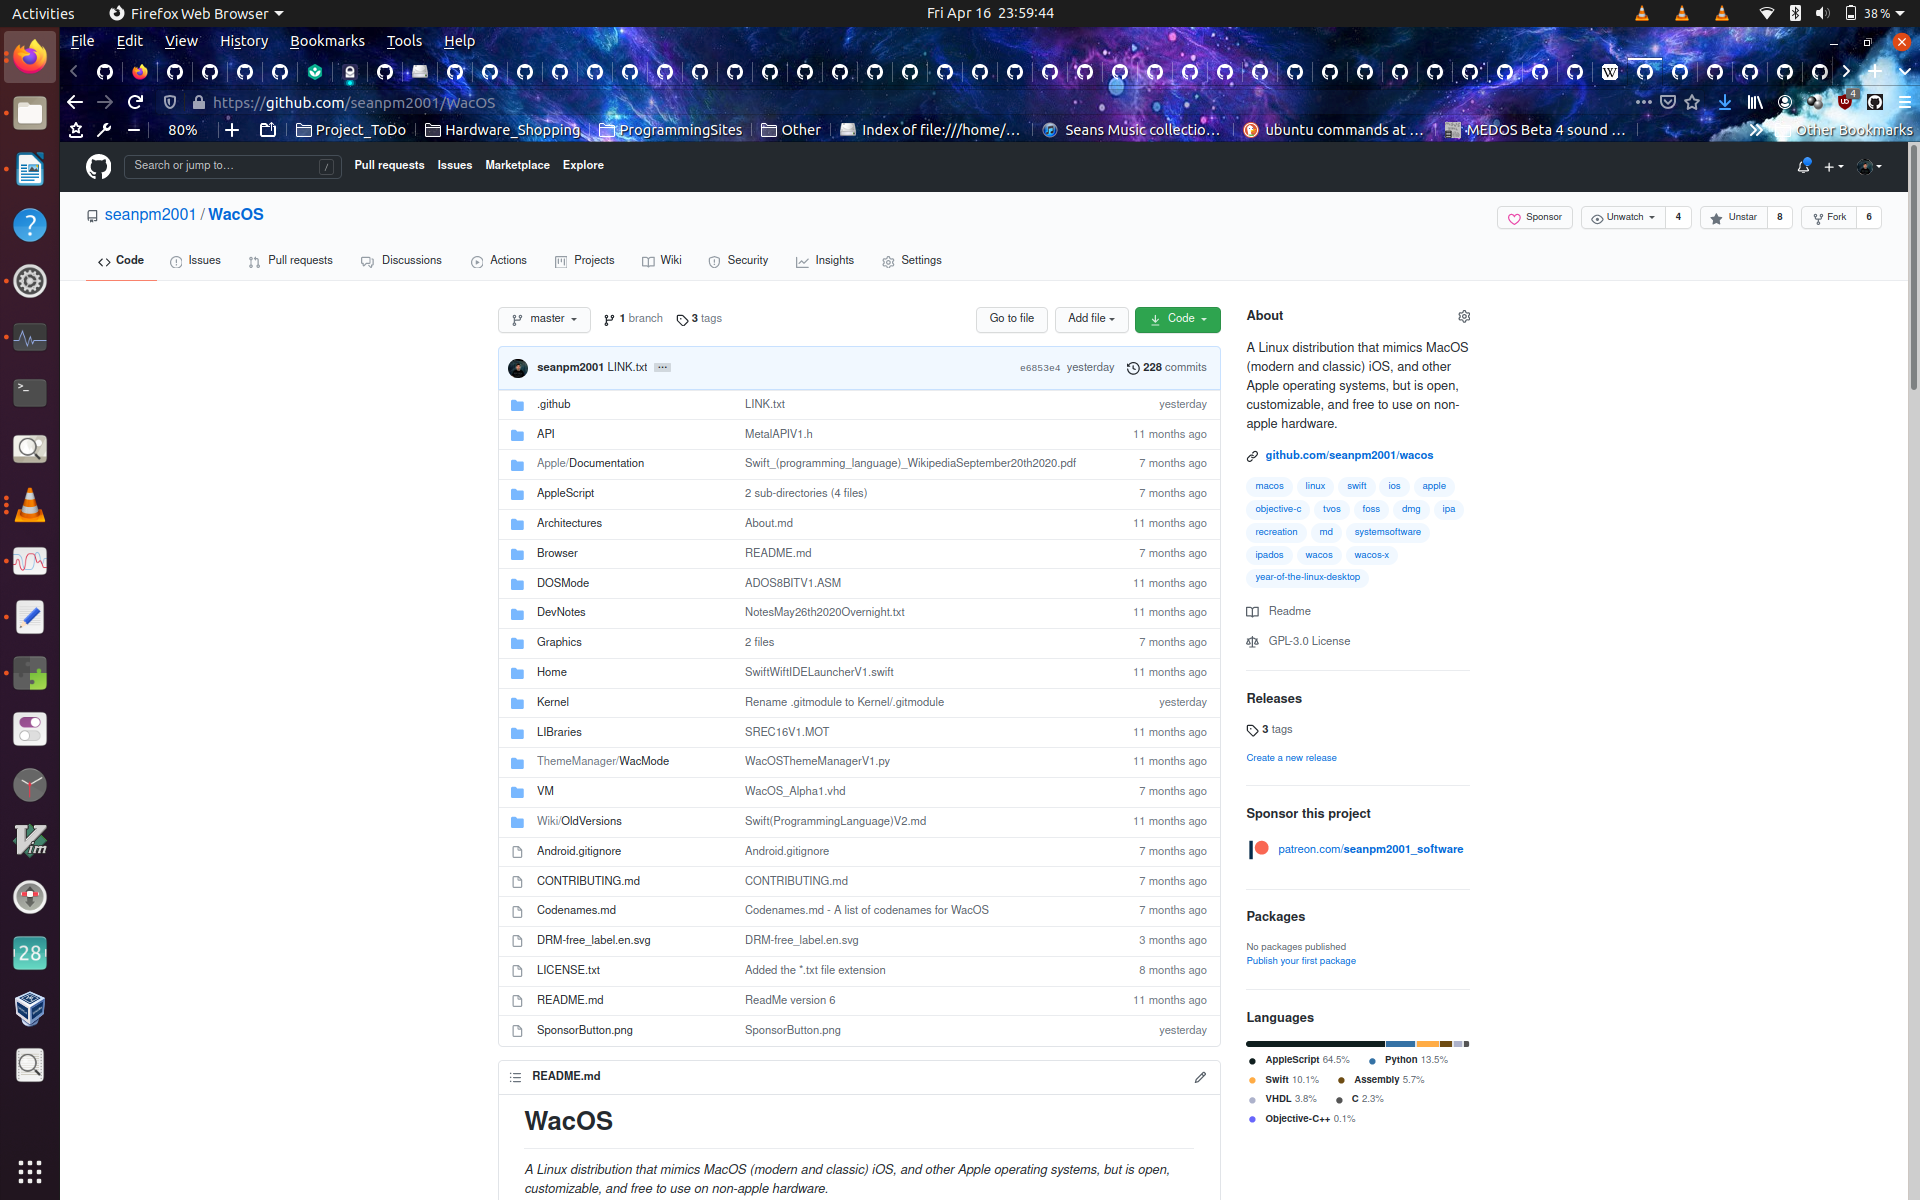 Activities
Firefox Web Browser
Fri Apr 16 23:59:44
38 %
File Edit View History Bookmarks Tools Help
https://github.com/seanpm2001/WacOS
4
80%
Project_ToDo
Hardware_Shopping
ProgrammingSites
Other
Index of file:///home/...
Seans Music collectio...
ubuntu commands at ...
MEDOS Beta 4 sound ...
Other Bookmarks
Search or jump to... /
Pull requests Issues Marketplace Explore
seanpm2001 / WacOS
Sponsor
Unwatch 4
Unstar 8
Fork 6
Code Issues Pull requests Discussions Actions Projects Wiki Security Insights Settings
master 1 branch 3 tags
Go to file Add file Code
seanpm2001 LINK.txt ... e6853e4 yesterday 228 commits
.github LINK.txt yesterday
API MetalAPIV1.h 11 months ago
Apple/Documentation Swift_(programming_language)_WikipediaSeptember20th2020.pdf 7 months ago
AppleScript 2 sub-directories (4 files) 7 months ago
Architectures About.md 11 months ago
Browser README.md 7 months ago
DOSMode ADOS8BITV1.ASM 11 months ago
DevNotes NotesMay26th2020Overnight.txt 11 months ago
Graphics 2 files 7 months ago
Home SwiftWiftIDELauncherV1.swift 11 months ago
Kernel Rename .gitmodule to Kernel/.gitmodule yesterday
LIBraries SREC16V1.MOT 11 months ago
ThemeManager/WacMode WacOSThemeManagerV1.py 11 months ago
VM WacOS_Alpha1.vhd 7 months ago
Wiki/OldVersions Swift(ProgrammingLanguage)V2.md 11 months ago
Android.gitignore Android.gitignore 7 months ago
CONTRIBUTING.md CONTRIBUTING.md 7 months ago
Codenames.md Codenames.md - A list of codenames for WacOS 7 months ago
DRM-free_label.en.svg DRM-free_label.en.svg 3 months ago
LICENSE.txt Added the *.txt file extension 8 months ago
README.md ReadMe version 6 11 months ago
SponsorButton.png SponsorButton.png yesterday
README.md
WacOS
A Linux distribution that mimics MacOS (modern and classic) iOS, and other Apple operating systems, but is open,
customizable, and free to use on non-apple hardware.
About
A Linux distribution that mimics MacOS
(modern and classic) iOS, and other
Apple operating systems, but is open,
customizable, and free to use on non-
apple hardware.
github.com/seanpm2001/wacos
macos linux swift ios apple
objective-c tvos foss dmg ipa
recreation md systemsoftware
ipados wacos wacos-x
year-of-the-linux-desktop
Readme
GPL-3.0 License
Releases
3 tags
Create a new release
Sponsor this project
patreon.com/seanpm2001_software
Packages
No packages published
Publish your first package
Languages
AppleScript 64.5% Python 13.5%
Swift 10.1% Assembly 5.7%
VHDL 3.8% C 2.3%
Objective-C++ 0.1%
28